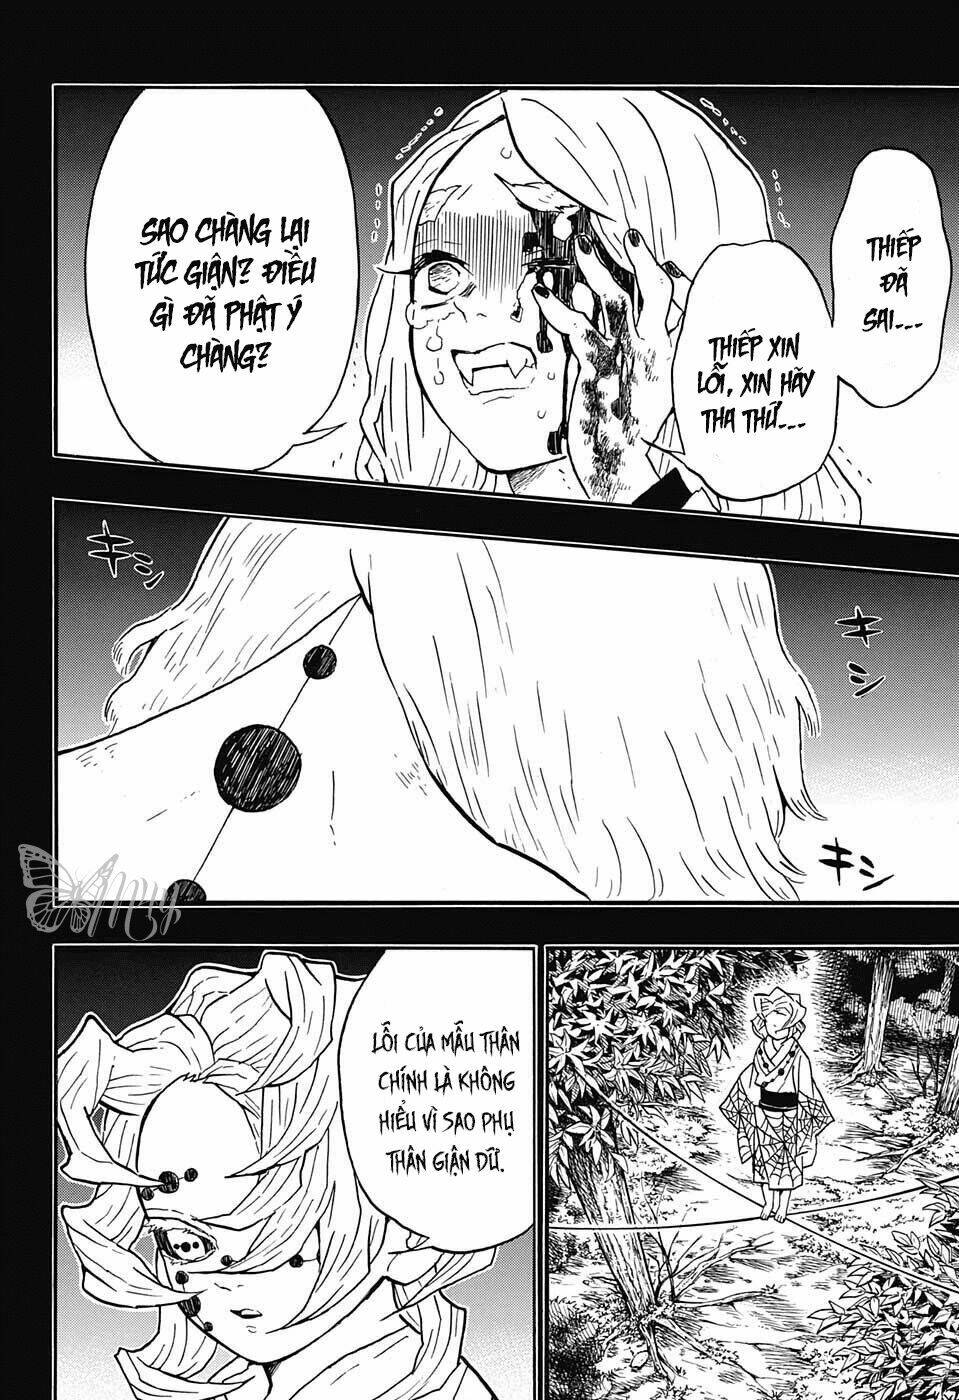 THIẾP
ĐÃ
SAI...
THIẾP XIN
LỖI, XIN HÃY
THA THỨ...
SAO CHÀNG LẠI
TỨC GIẬN? ĐIỀU
GÌ ĐÃ PHẬT Ý
CHÀNG?
キシ
キシ
キシ
LỖI CỦA MẪU THÂN
CHÍNH LÀ KHÔNG
HIỂU VÌ SAO PHỤ
THÂN GIẬN DỮ.